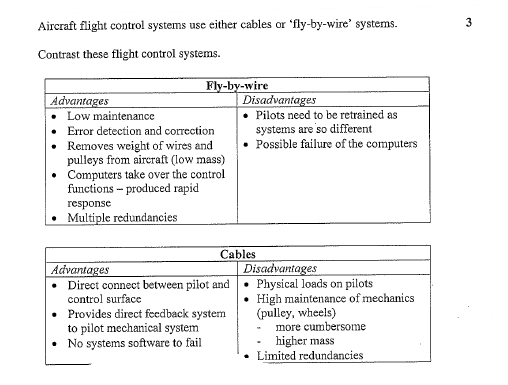 Aircraft flight control systems use either cables or 'fly-by-wire' systems. 3
Contrast these flight control systems.
Fly-by-wire
Advantages
• Low maintenance
• Error detection and correction
• Removes weight of wires and
pulleys from aircraft (low mass)
• Computers take over the control
functions – produced rapid
response
• Multiple redundancies
Disadvantages
• Pilots need to be retrained as
systems are so different
• Possible failure of the computers
Cables
Advantages
• Direct connect between pilot and
control surface
• Provides direct feedback system
to pilot mechanical system
• No systems software to fail
Disadvantages
• Physical loads on pilots
• High maintenance of mechanics
(pulley, wheels)
- more cumbersome
- higher mass
• Limited redundancies